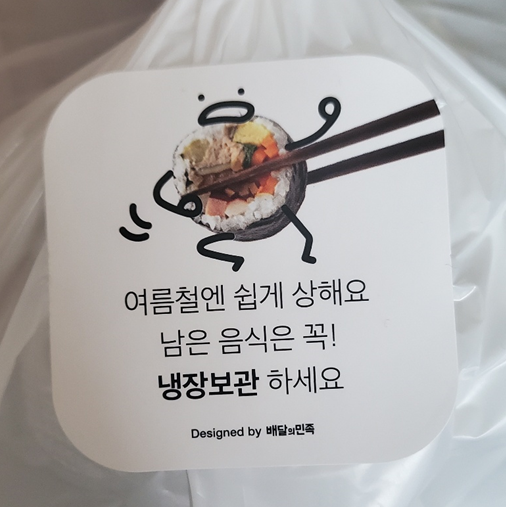 여름철엔 쉽게 상해요
남은 음식은 꼭!
냉장보관 하세요
Designed by 배달의민족